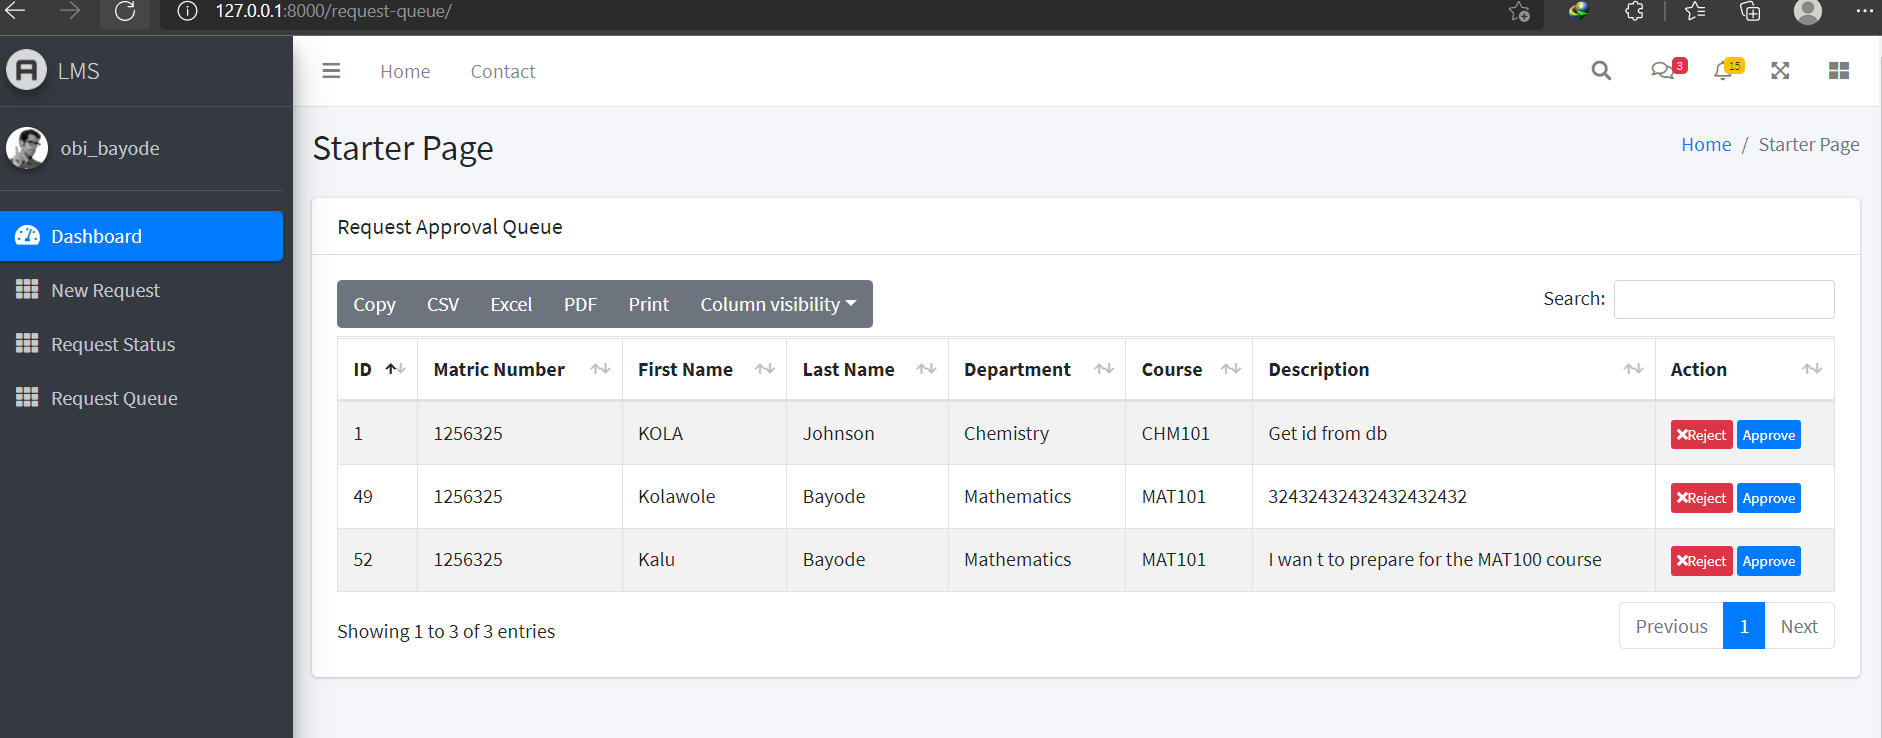 127.0.0.1:8000/request-queue/
LMS
Home Contact
3
15
obi_bayode
Starter Page
Home / Starter Page
Dashboard
New Request
Request Status
Request Queue
Request Approval Queue
Copy CSV Excel PDF Print Column visibility
Search:
ID Matric Number First Name Last Name Department Course Description Action
1 1256325 KOLA Johnson Chemistry CHM101 Get id from db Reject Approve
49 1256325 Kolawole Bayode Mathematics MAT101 32432432432432432432 Reject Approve
52 1256325 Kalu Bayode Mathematics MAT101 I wan t to prepare for the MAT100 course Reject Approve
Showing 1 to 3 of 3 entries
Previous 1 Next